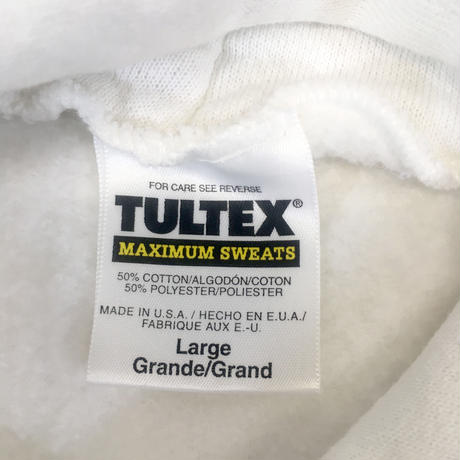 FOR CARE SEE REVERSE
TULTEX®
MAXIMUM SWEATS
50% COTTON/ALGODÓN/COTON
50% POLYESTER/POLIESTER
MADE IN U.S.A. / HECHO EN E.U.A./
FABRIQUE AUX E.-U.
Large
Grande/Grand